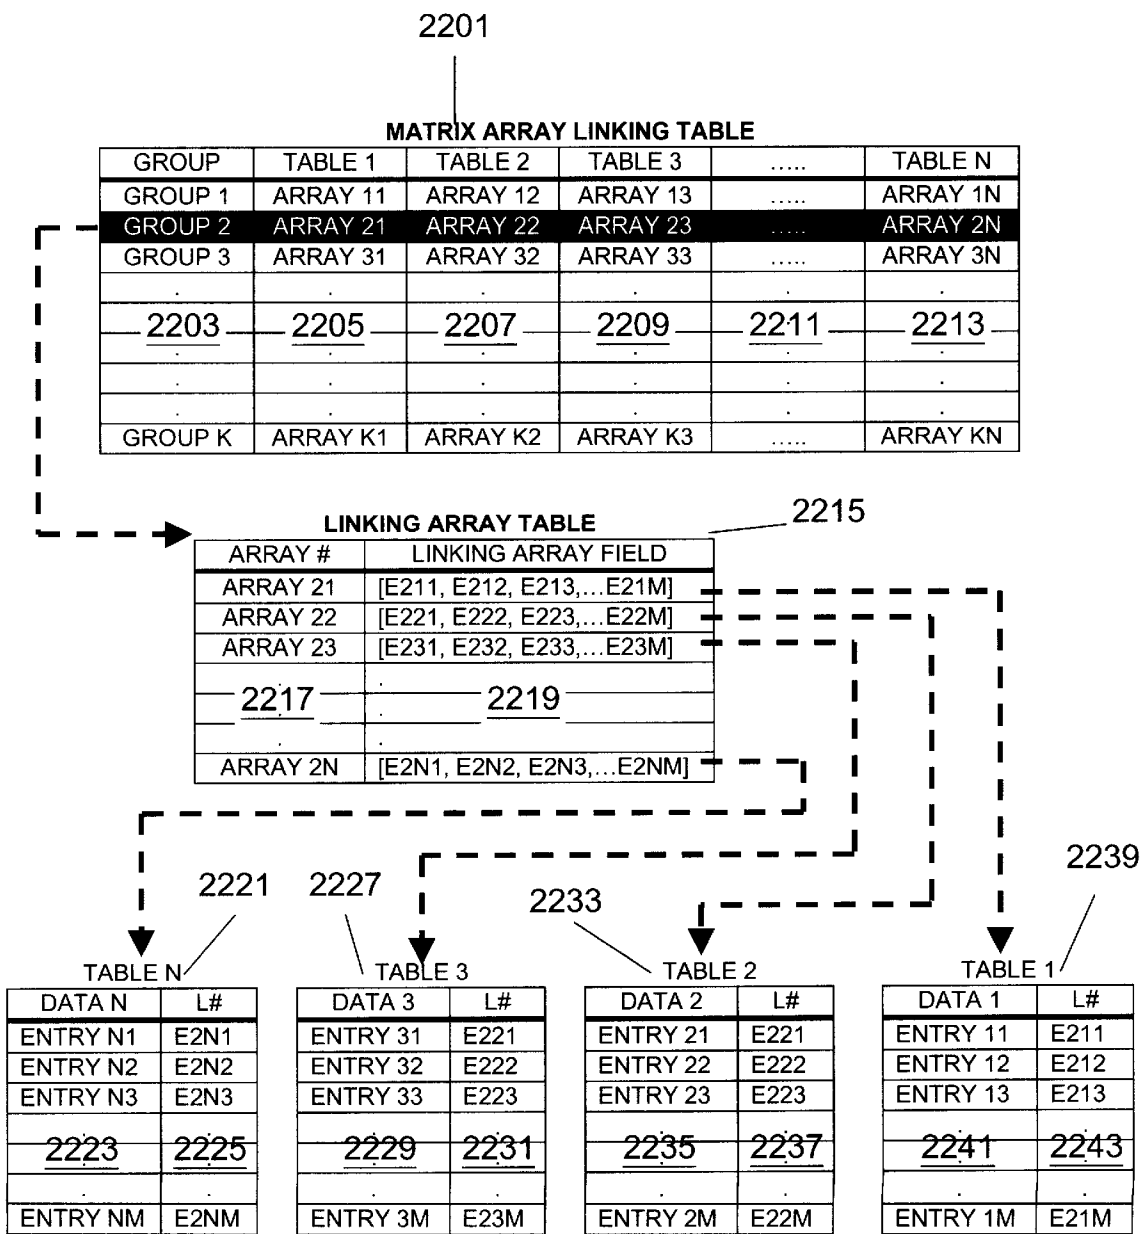 2201
MATRIX ARRAY LINKING TABLE
GROUP TABLE 1 TABLE 2 TABLE 3 ..... TABLE N
GROUP 1 ARRAY 11 ARRAY 12 ARRAY 13 ..... ARRAY 1N
GROUP 2 ARRAY 21 ARRAY 22 ARRAY 23 ..... ARRAY 2N
GROUP 3 ARRAY 31 ARRAY 32 ARRAY 33 ..... ARRAY 3N
. . . . . .
2203 2205 2207 2209 2211 2213
. . . . . .
. . . . . .
. . . . . .
GROUP K ARRAY K1 ARRAY K2 ARRAY K3 ..... ARRAY KN
2215
LINKING ARRAY TABLE
ARRAY # LINKING ARRAY FIELD
ARRAY 21 [E211, E212, E213,...E21M]
ARRAY 22 [E221, E222, E223,...E22M]
ARRAY 23 [E231, E232, E233,...E23M]
. .
2217 2219
. .
ARRAY 2N [E2N1, E2N2, E2N3,...E2NM]
2221 2227 2233 2239
TABLE N TABLE 3 TABLE 2 TABLE 1
DATA N L# DATA 3 L# DATA 2 L# DATA 1 L#
ENTRY N1 E2N1 ENTRY 31 E221 ENTRY 21 E221 ENTRY 11 E211
ENTRY N2 E2N2 ENTRY 32 E222 ENTRY 22 E222 ENTRY 12 E212
ENTRY N3 E2N3 ENTRY 33 E223 ENTRY 23 E223 ENTRY 13 E213
2223 2225 2229 2231 2235 2237 2241 2243
. . . . . . . .
ENTRY NM E2NM ENTRY 3M E23M ENTRY 2M E22M ENTRY 1M E21M